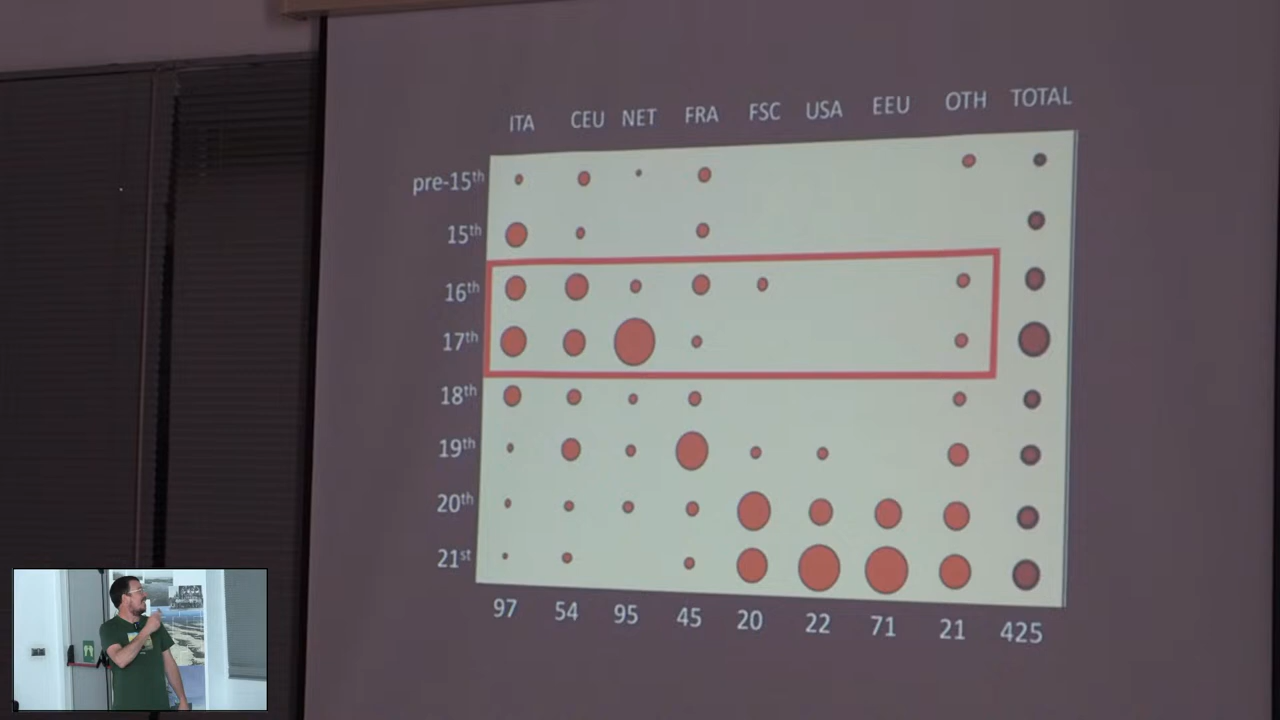 ITA CEU NET FRA FSC USA EEU OTH TOTAL
pre-15th
15th
16th
17th
18th
19th
20th
21st
97 54 95 45 20 22 71 21 425